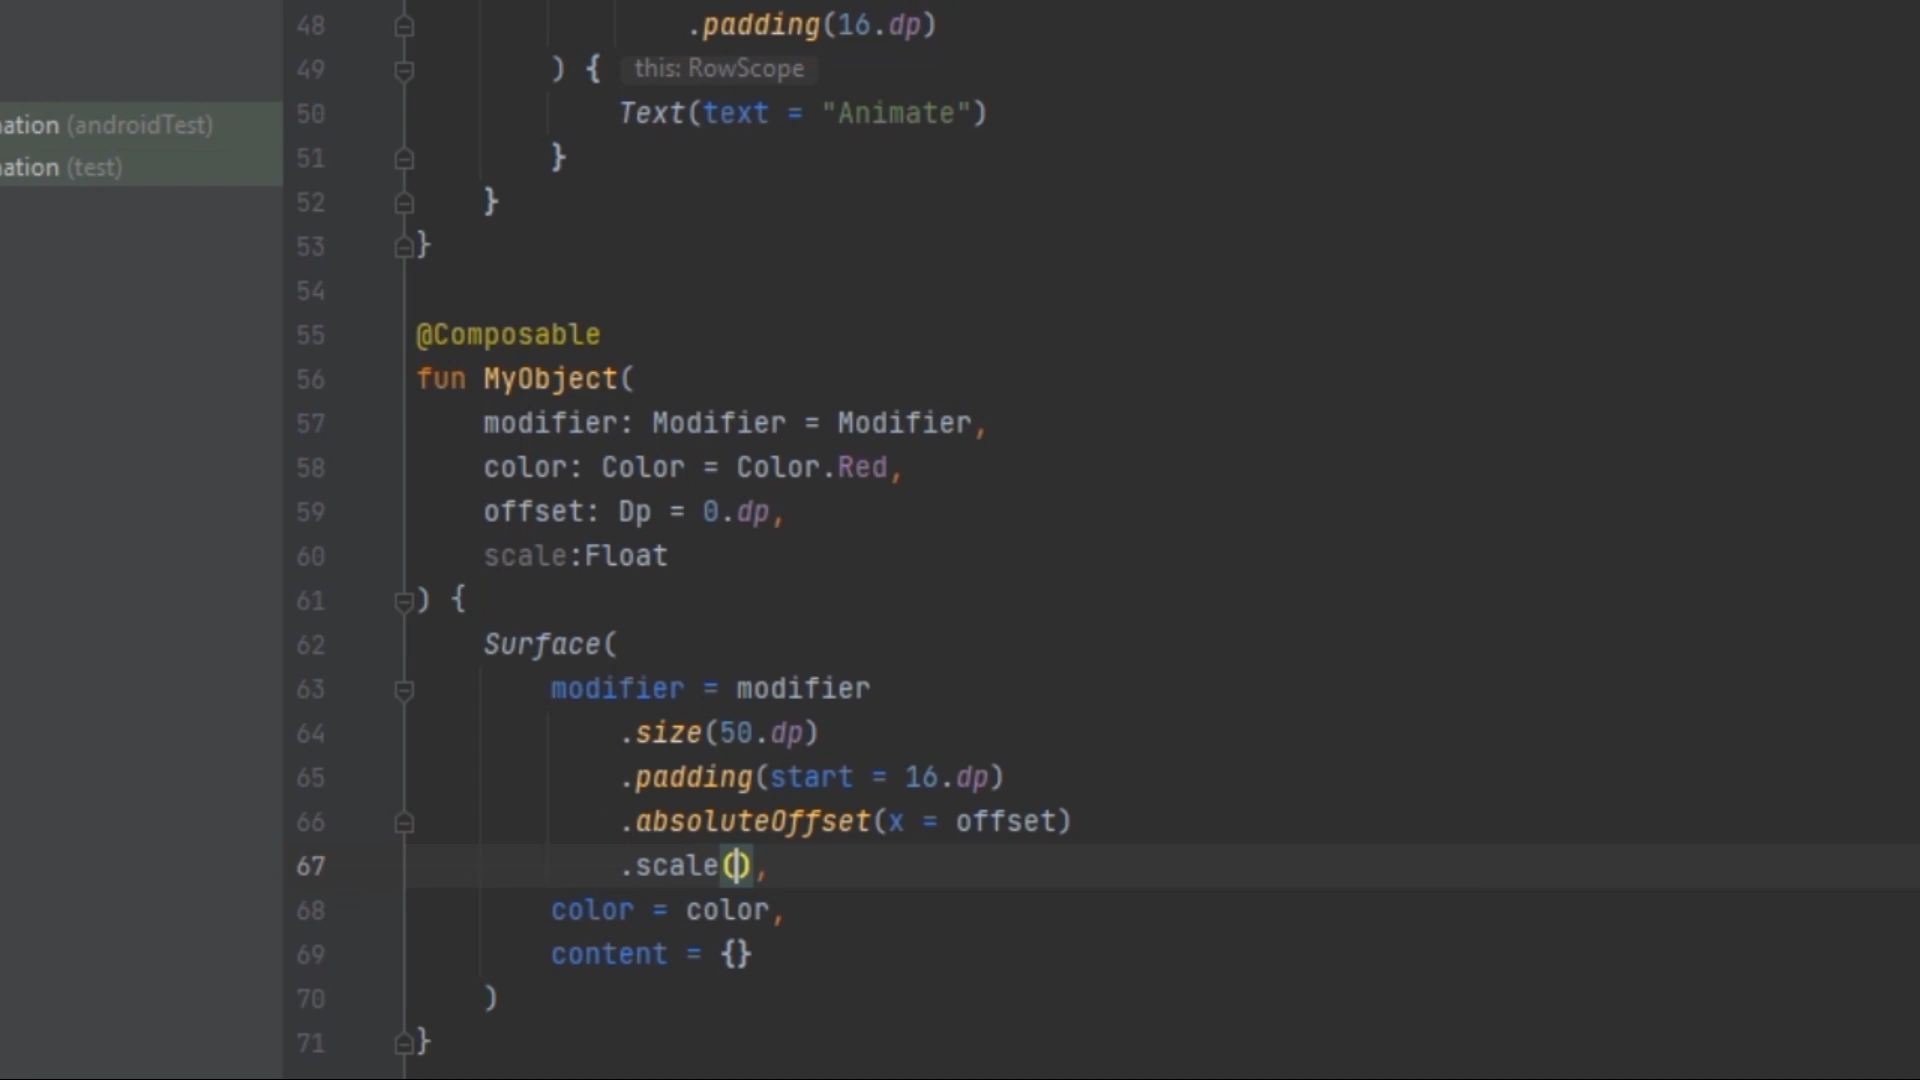 48 .padding(16.dp)
49 ) { this: RowScope
ation (androidTest)
50 Text(text = "Animate")
ation (test)
51 }
52 }
53 }
54
55 @Composable
56 fun MyObject(
57 modifier: Modifier = Modifier,
58 color: Color = Color.Red,
59 offset: Dp = 0.dp,
60 scale:Float
61 ) {
62 Surface(
63 modifier = modifier
64 .size(50.dp)
65 .padding(start = 16.dp)
66 .absoluteOffset(x = offset)
67 .scale(),
68 color = color,
69 content = {}
70 )
71 }